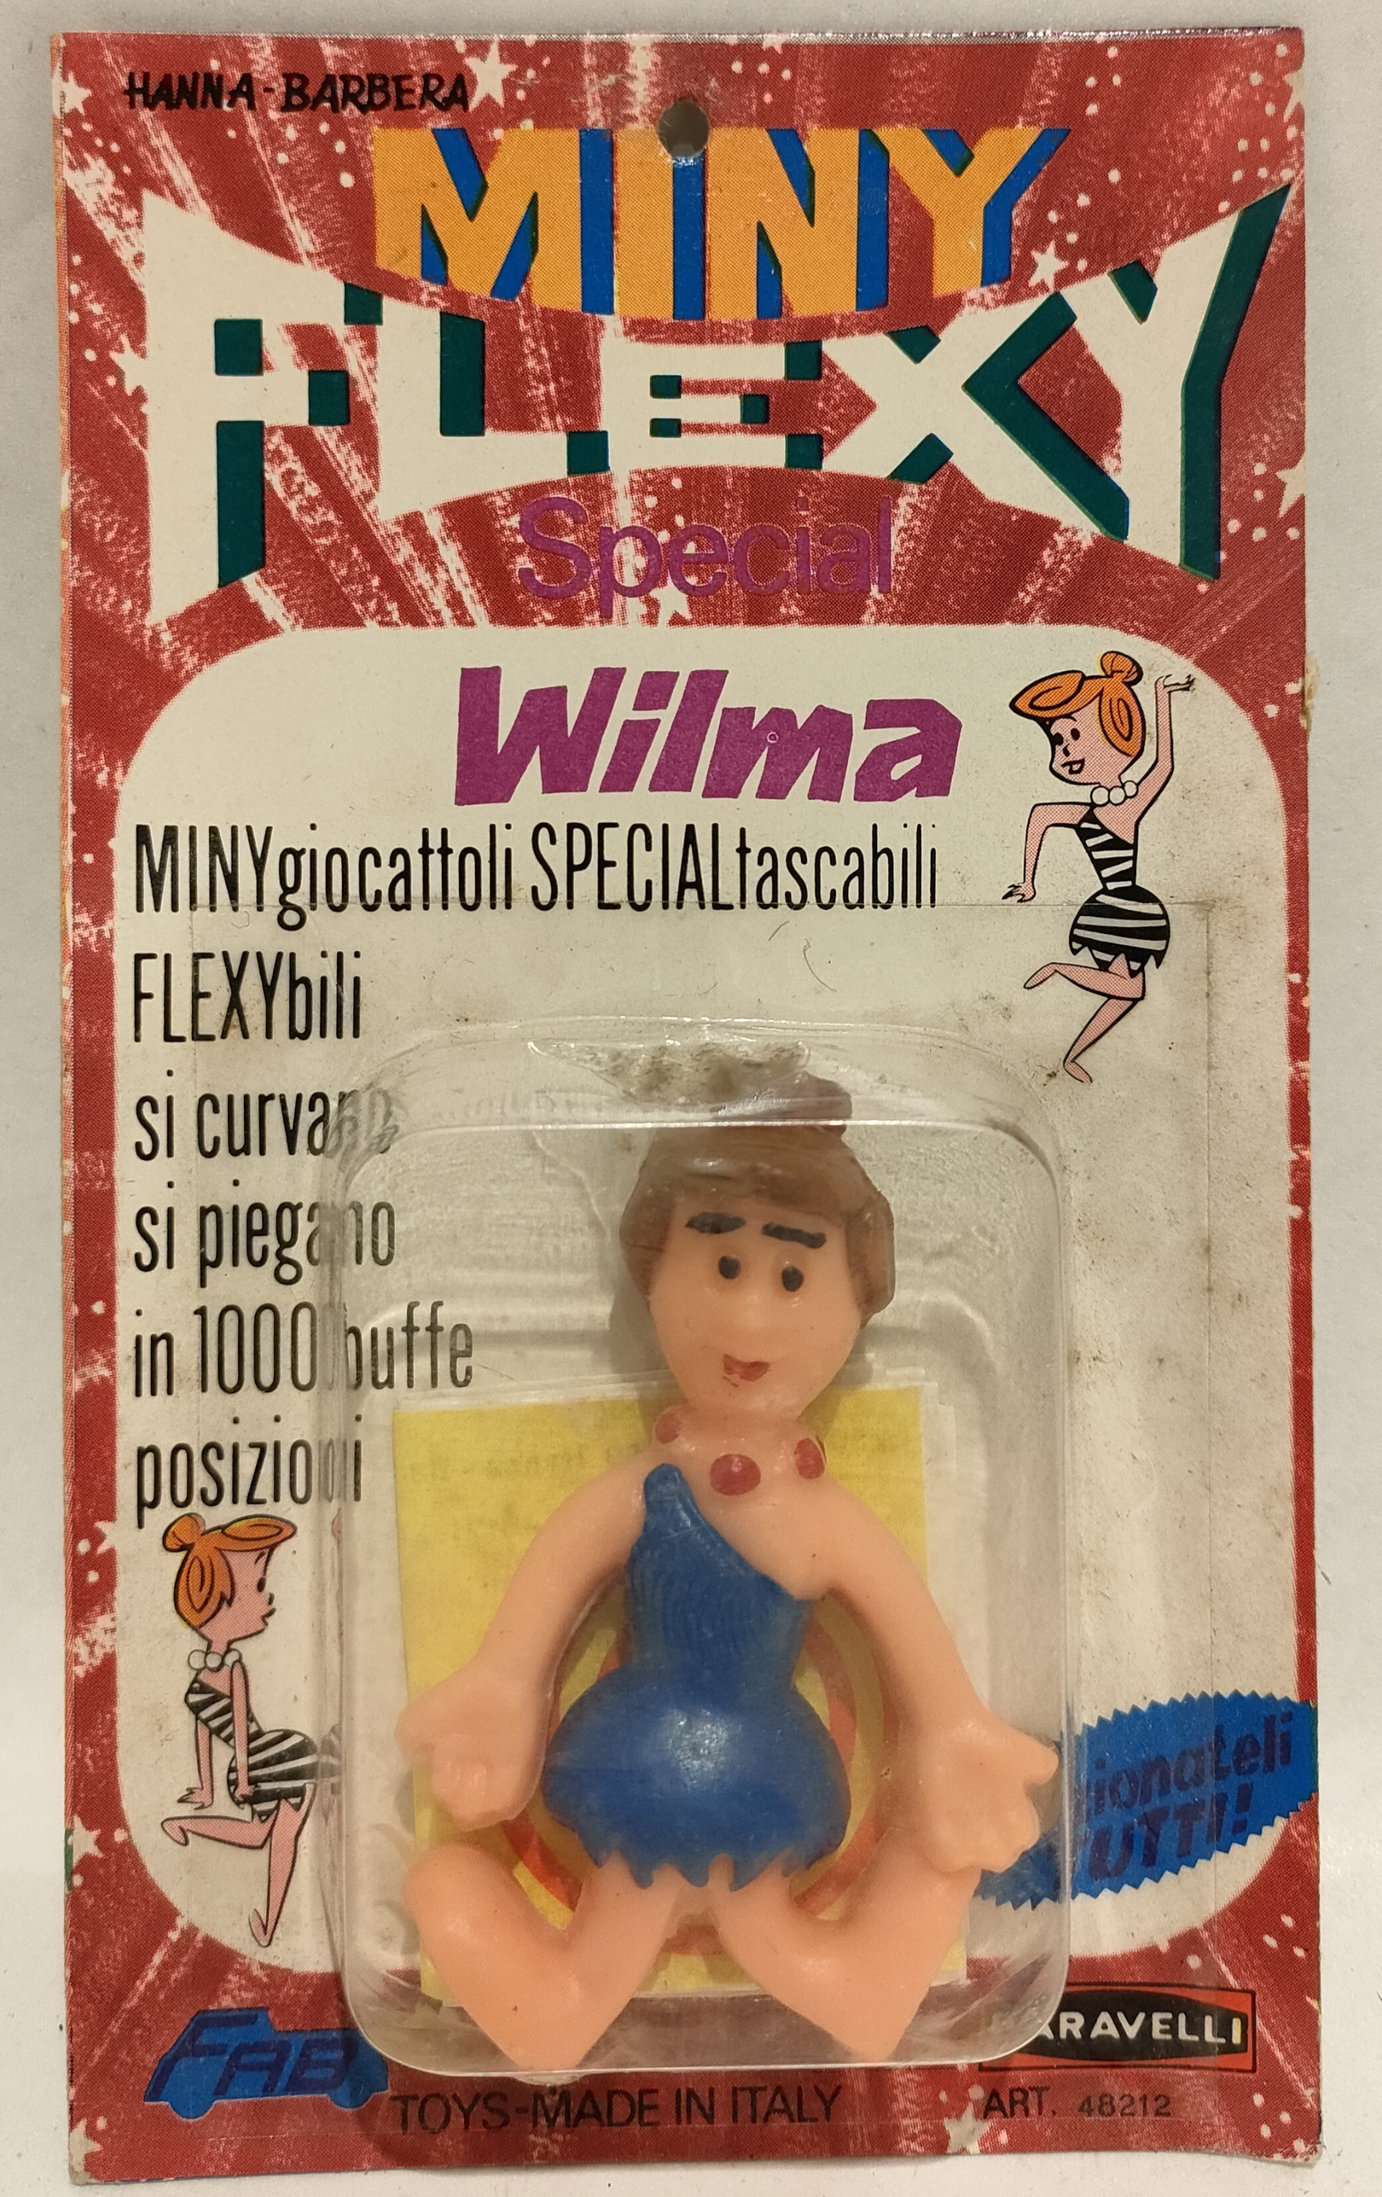 HANNA-BARBERA
MINY
FLEXY
Special
Wilma
MINYgiocattoli SPECIALtascabili
FLEXYbili
si curvano
si piegano
in 1000 buffe
posizioni
TUTTI!
FAB
TOYS-MADE IN ITALY
ART. 48212